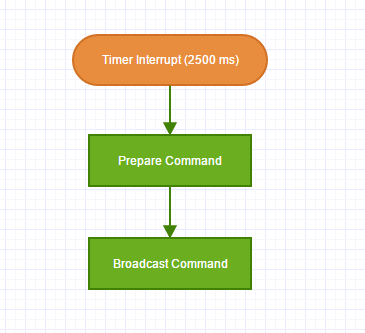 Timer Interrupt (2500 ms)
Prepare Command
Broadcast Command